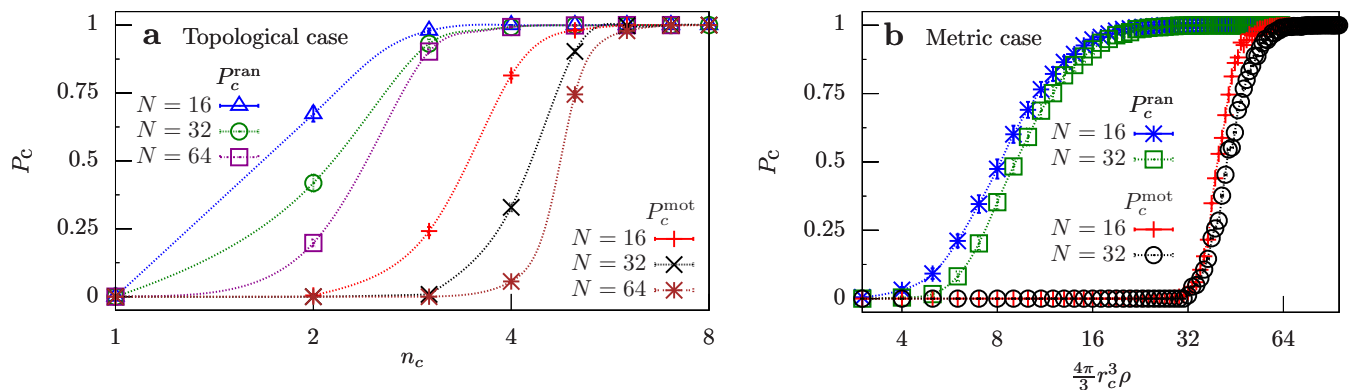 a Topological case
P_c^ran
N = 16
N = 32
N = 64
P_c^mot
N = 16
N = 32
N = 64
1
0.75
0.5
0.25
0
P_c
1 2 4 8
n_c
b Metric case
P_c^ran
N = 16
N = 32
P_c^mot
N = 16
N = 32
1
0.75
0.5
0.25
0
P_c
4 8 16 32 64
4π/3 r_c^3 ρ